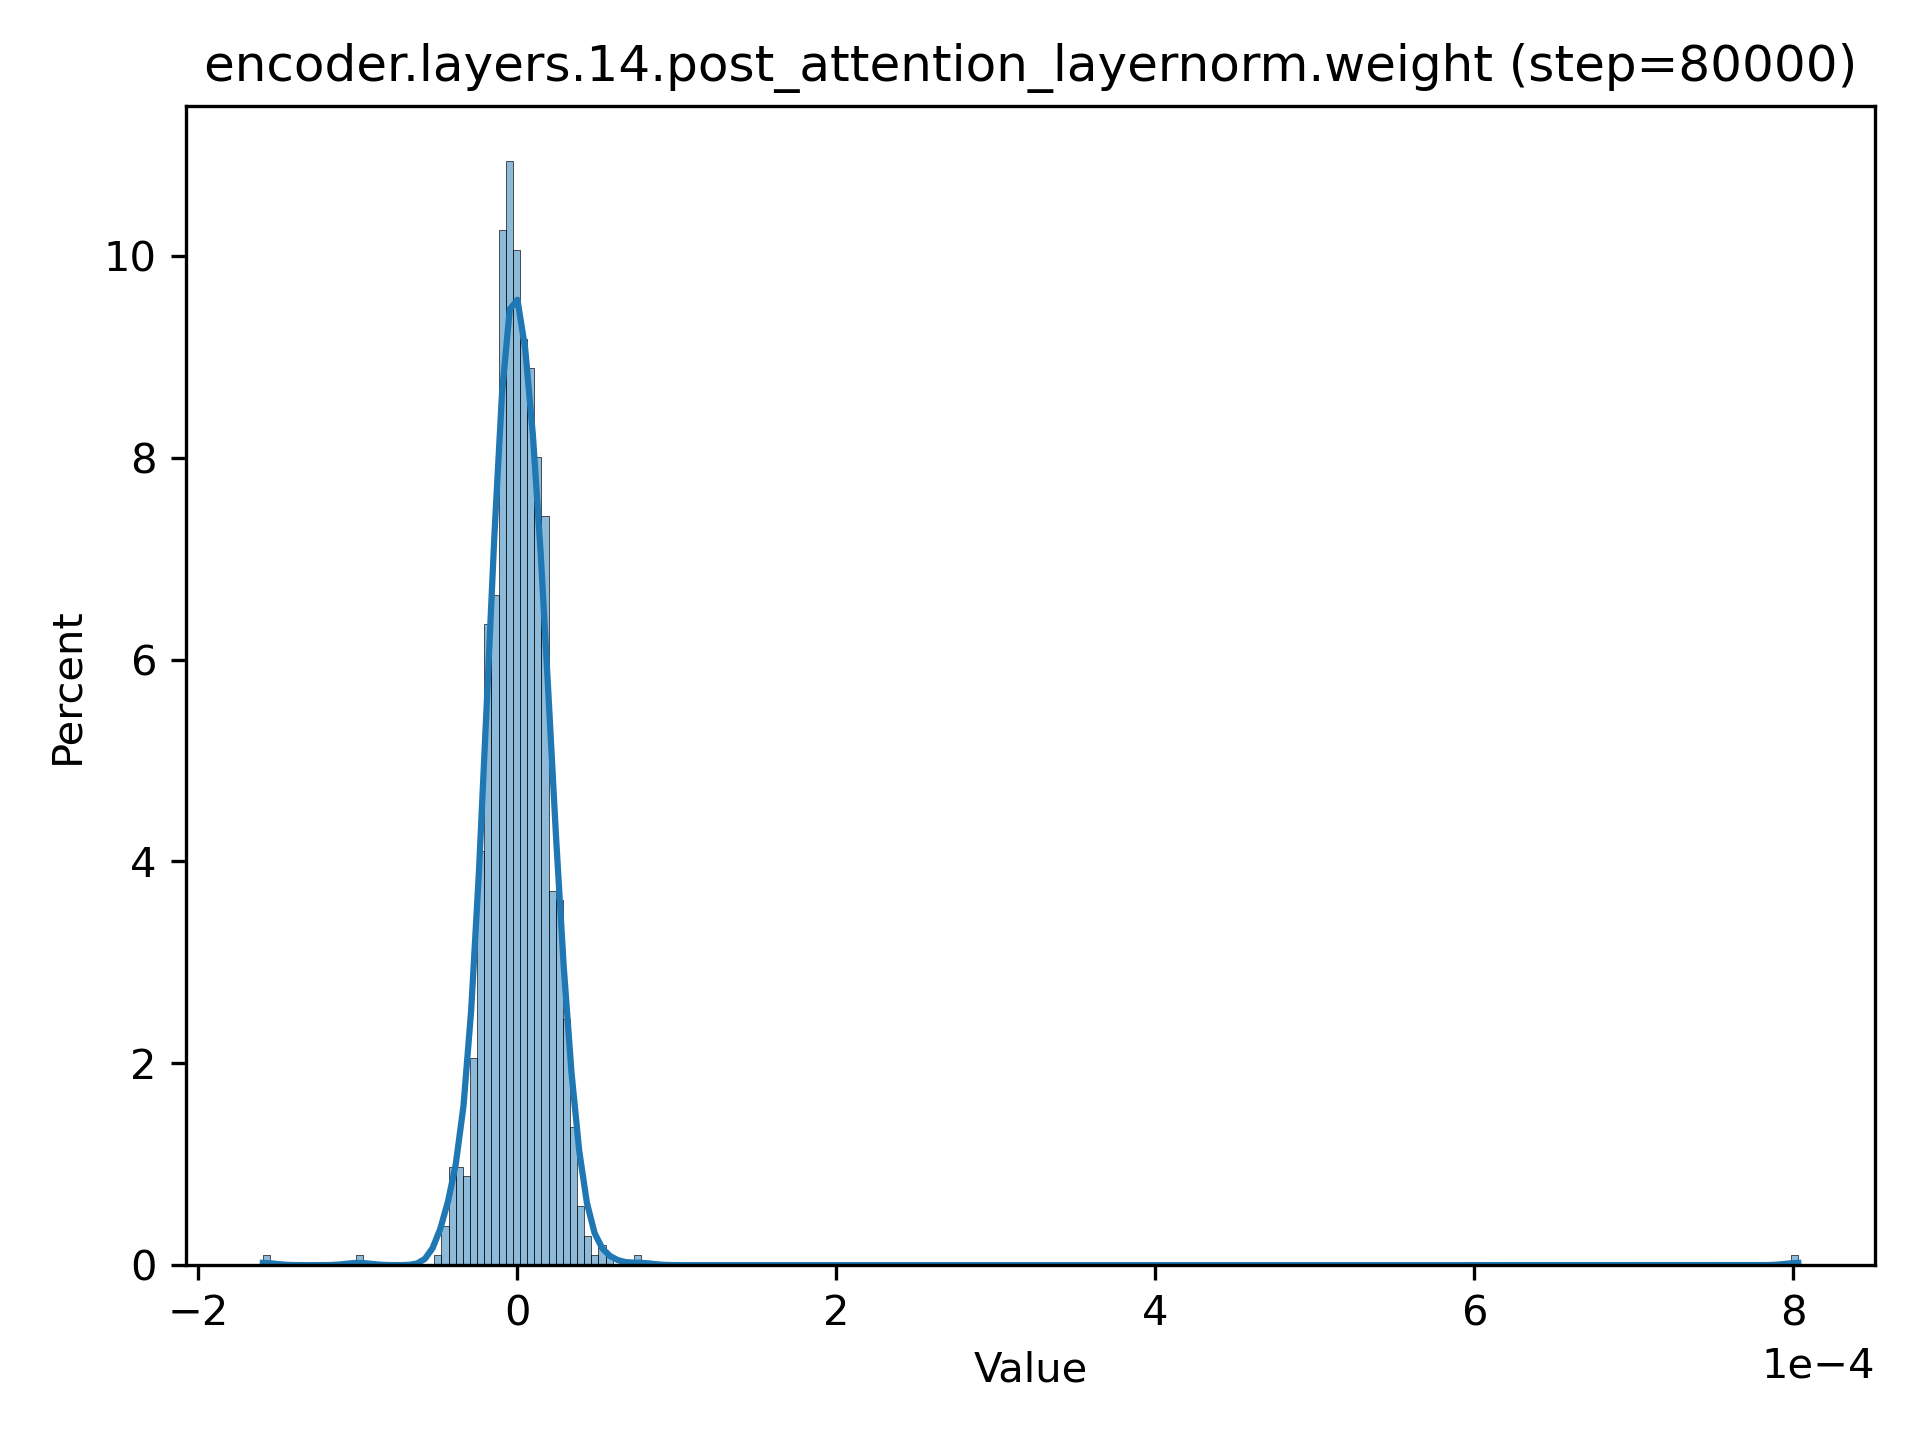 encoder.layers.14.post_attention_layernorm.weight (step=80000)
10
8
6
4
2
0
Percent
−2 0 2 4 6 8
1e−4
Value